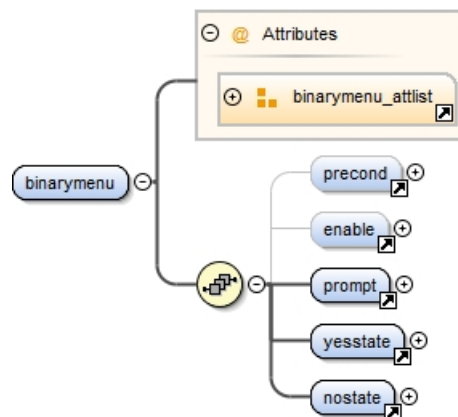 @ Attributes
binarymenu_attlist
binarymenu
precond
enable
prompt
yesstate
nostate